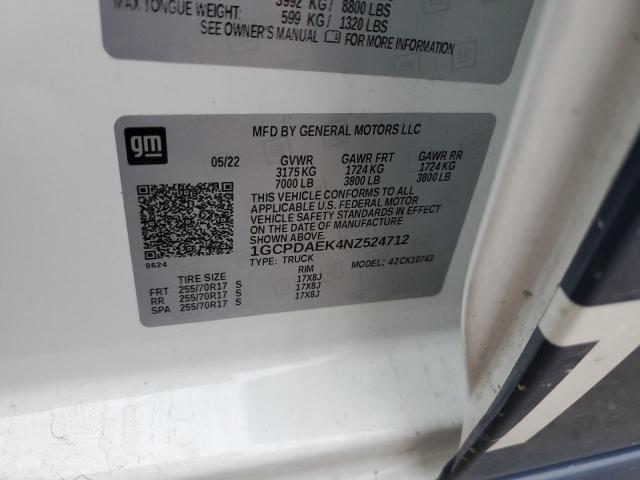 3992 KG / 8800 LBS
MAX TONGUE WEIGHT: 599 KG / 1320 LBS
SEE OWNER'S MANUAL FOR MORE INFORMATION
gm
MFD BY GENERAL MOTORS LLC
05/22 GVWR GAWR FRT GAWR RR
3175 KG 1724 KG 1724 KG
7000 LB 3800 LB 3800 LB
THIS VEHICLE CONFORMS TO ALL
APPLICABLE U.S. FEDERAL MOTOR
VEHICLE SAFETY STANDARDS IN EFFECT
ON THE DATE OF MANUFACTURE
SHOWN ABOVE.
1GCPDAEK4NZ524712
8624
TYPE: TRUCK MODEL: 42CK10743
TIRE SIZE RIM
FRT 255/70R17 S 17X8J
RR 255/70R17 S 17X8J
SPA 255/70R17 S 17X8J